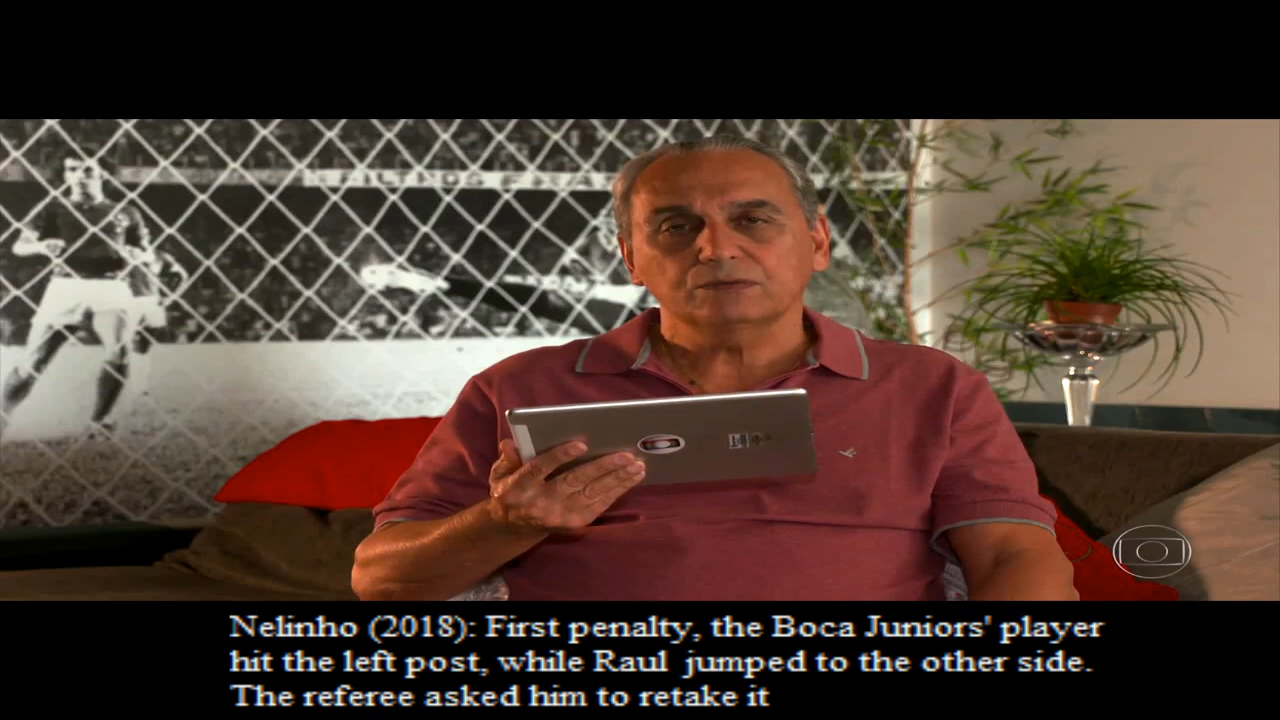 Nelinho (2018): First penalty, the Boca Juniors' player
hit the left post, while Raul jumped to the other side.
The referee asked him to retake it